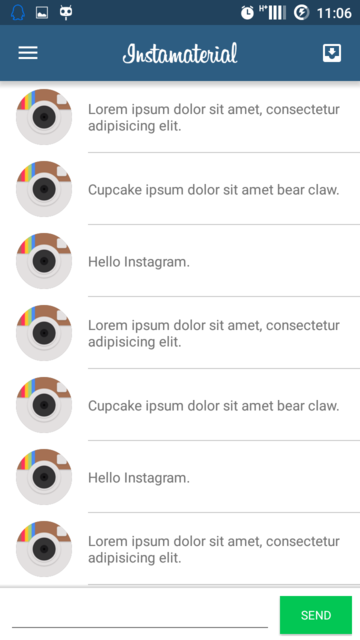 11:06
Instamaterial
Lorem ipsum dolor sit amet, consectetur
adipisicing elit.
Cupcake ipsum dolor sit amet bear claw.
Hello Instagram.
Lorem ipsum dolor sit amet, consectetur
adipisicing elit.
Cupcake ipsum dolor sit amet bear claw.
Hello Instagram.
Lorem ipsum dolor sit amet, consectetur
adipisicing elit.
SEND